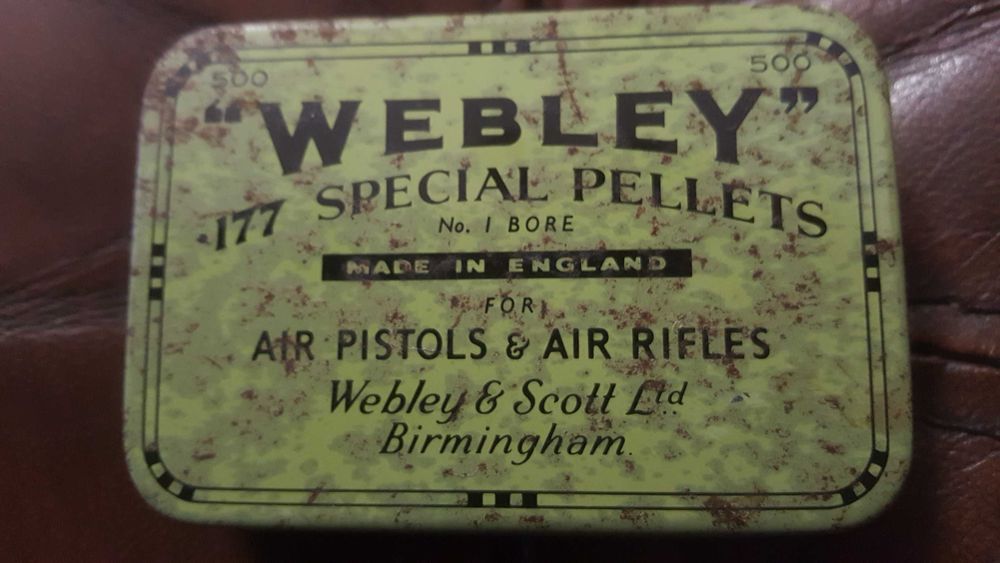 500 500
"WEBLEY"
.177 SPECIAL PELLETS
No. 1 BORE
MADE IN ENGLAND
FOR
AIR PISTOLS & AIR RIFLES
Webley & Scott Ltd
Birmingham.